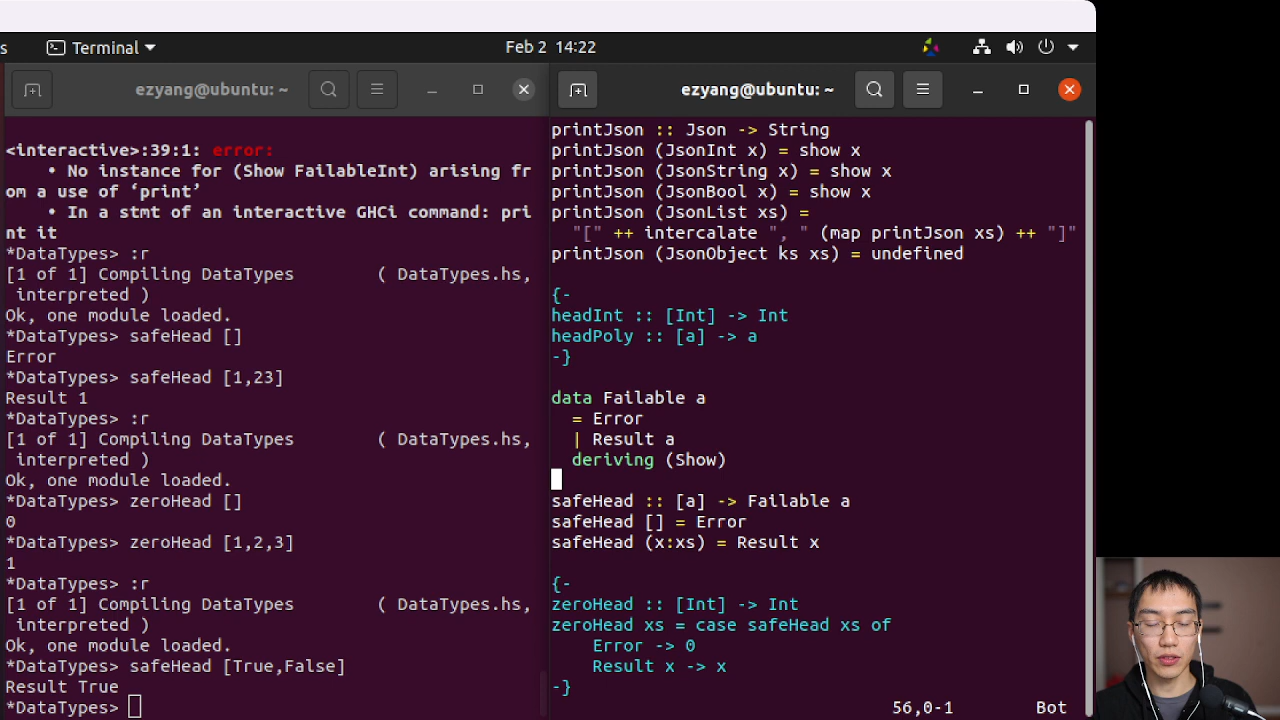 s Terminal Feb 2 14:22
ezyang@ubuntu: ~
<interactive>:39:1: error:
• No instance for (Show FailableInt) arising fr
om a use of ‘print’
• In a stmt of an interactive GHCi command: pri
nt it
*DataTypes> :r
[1 of 1] Compiling DataTypes ( DataTypes.hs,
interpreted )
Ok, one module loaded.
*DataTypes> safeHead []
Error
*DataTypes> safeHead [1,23]
Result 1
*DataTypes> :r
[1 of 1] Compiling DataTypes ( DataTypes.hs,
interpreted )
Ok, one module loaded.
*DataTypes> zeroHead []
0
*DataTypes> zeroHead [1,2,3]
1
*DataTypes> :r
[1 of 1] Compiling DataTypes ( DataTypes.hs,
interpreted )
Ok, one module loaded.
*DataTypes> safeHead [True,False]
Result True
*DataTypes>
ezyang@ubuntu: ~
printJson :: Json -> String
printJson (JsonInt x) = show x
printJson (JsonString x) = show x
printJson (JsonBool x) = show x
printJson (JsonList xs) =
"[" ++ intercalate ", " (map printJson xs) ++ "]"
printJson (JsonObject ks xs) = undefined
{-
headInt :: [Int] -> Int
headPoly :: [a] -> a
-}
data Failable a
= Error
| Result a
deriving (Show)
safeHead :: [a] -> Failable a
safeHead [] = Error
safeHead (x:xs) = Result x
{-
zeroHead :: [Int] -> Int
zeroHead xs = case safeHead xs of
Error -> 0
Result x -> x
-}
56,0-1 Bot